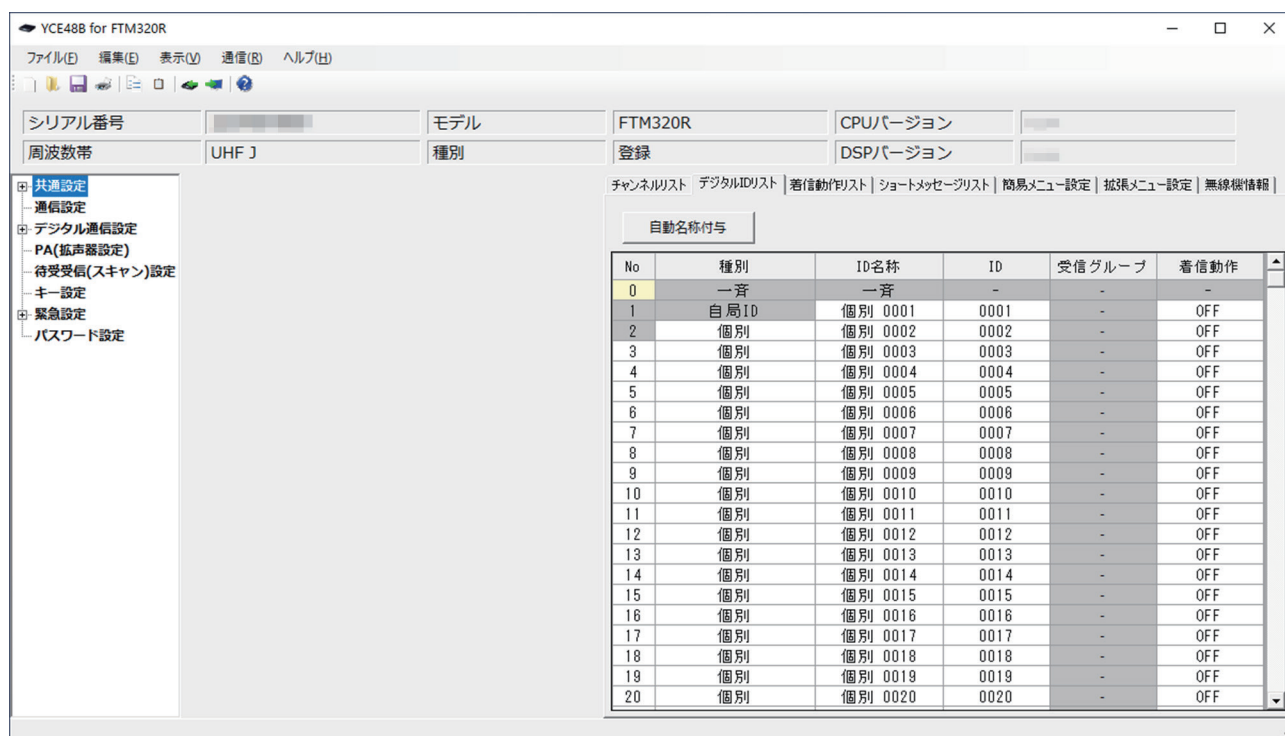 YCE48B for FTM320R
ファイル(F) 編集(E) 表示(V) 通信(R) ヘルプ(H)
シリアル番号 モデル FTM320R CPUバージョン
周波数帯 UHF J 種別 登録 DSPバージョン
共通設定
通信設定
デジタル通信設定
PA(拡声器設定)
待受受信(スキャン)設定
キー設定
緊急設定
パスワード設定
チャンネルリスト デジタルIDリスト 着信動作リスト ショートメッセージリスト 簡易メニュー設定 拡張メニュー設定 無線機情報
自動名称付与
No 種別 ID名称 ID 受信グループ 着信動作
0 一斉 一斉 - - -
1 自局ID 個別 0001 0001 - OFF
2 個別 個別 0002 0002 - OFF
3 個別 個別 0003 0003 - OFF
4 個別 個別 0004 0004 - OFF
5 個別 個別 0005 0005 - OFF
6 個別 個別 0006 0006 - OFF
7 個別 個別 0007 0007 - OFF
8 個別 個別 0008 0008 - OFF
9 個別 個別 0009 0009 - OFF
10 個別 個別 0010 0010 - OFF
11 個別 個別 0011 0011 - OFF
12 個別 個別 0012 0012 - OFF
13 個別 個別 0013 0013 - OFF
14 個別 個別 0014 0014 - OFF
15 個別 個別 0015 0015 - OFF
16 個別 個別 0016 0016 - OFF
17 個別 個別 0017 0017 - OFF
18 個別 個別 0018 0018 - OFF
19 個別 個別 0019 0019 - OFF
20 個別 個別 0020 0020 - OFF